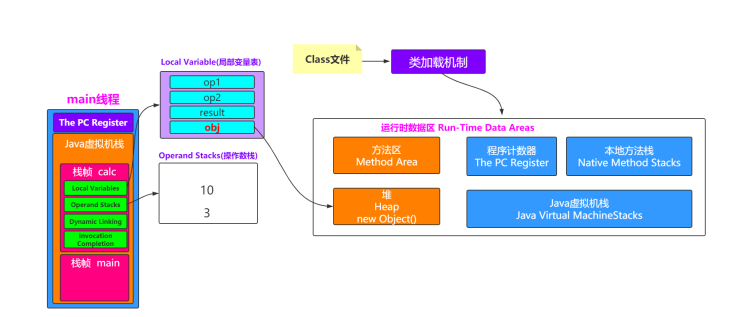 Class文件
类加载机制
Local Variable(局部变量表)
op1
op2
result
obj
main线程
The PC Register
Java虚拟机栈
栈帧 calc
Local Variables
Operand Stacks
Dynamic Linking
Invocation
Completion
栈帧 main
Operand Stacks(操作数栈)
10
3
运行时数据区 Run-Time Data Areas
方法区
Method Area
程序计数器
The PC Register
本地方法栈
Native Method Stacks
堆
Heap
new Object()
Java虚拟机栈
Java Virtual MachineStacks